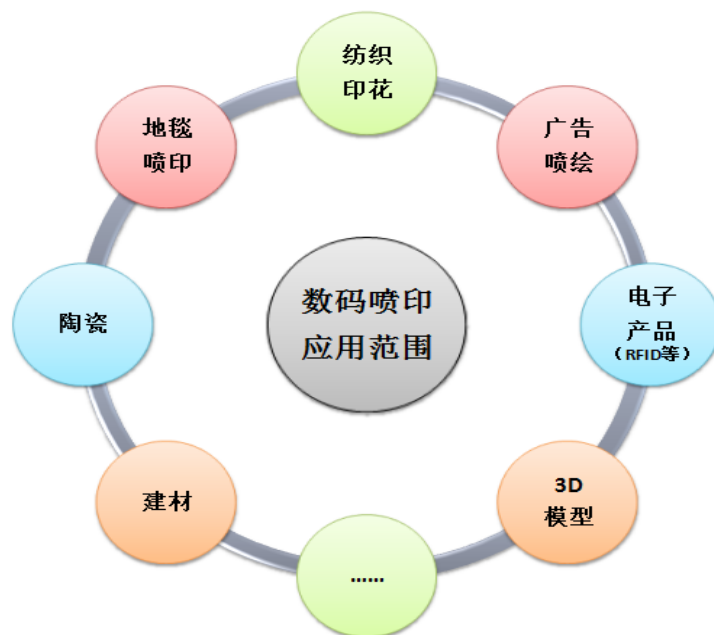 纺织
印花
广告
喷绘
电子
产品
（RFID等）
3D
模型
……
建材
陶瓷
地毯
喷印
数码喷印
应用范围